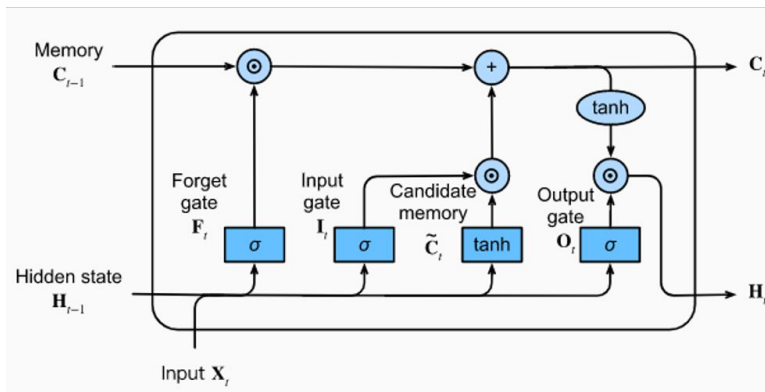 Memory
C_{t−1}
C_t
+
tanh
Forget
gate
F_t
Input
gate
I_t
Candidate
memory
C̃_t
Output
gate
O_t
σ
σ
tanh
σ
Hidden state
H_{t−1}
H_t
Input X_t